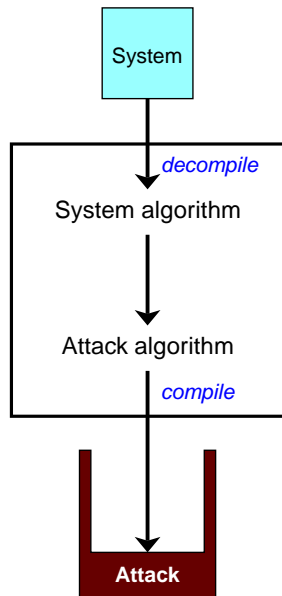 System
decompile
System algorithm
Attack algorithm
compile
Attack